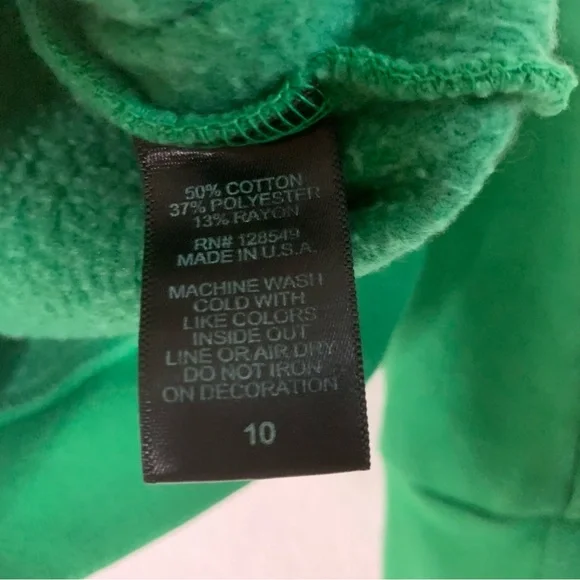 50% COTTON
37% POLYESTER
13% RAYON
RN# 128549
MADE IN U.S.A.
MACHINE WASH
COLD WITH
LIKE COLORS
INSIDE OUT
LINE OR AIR DRY
DO NOT IRON
ON DECORATION
10